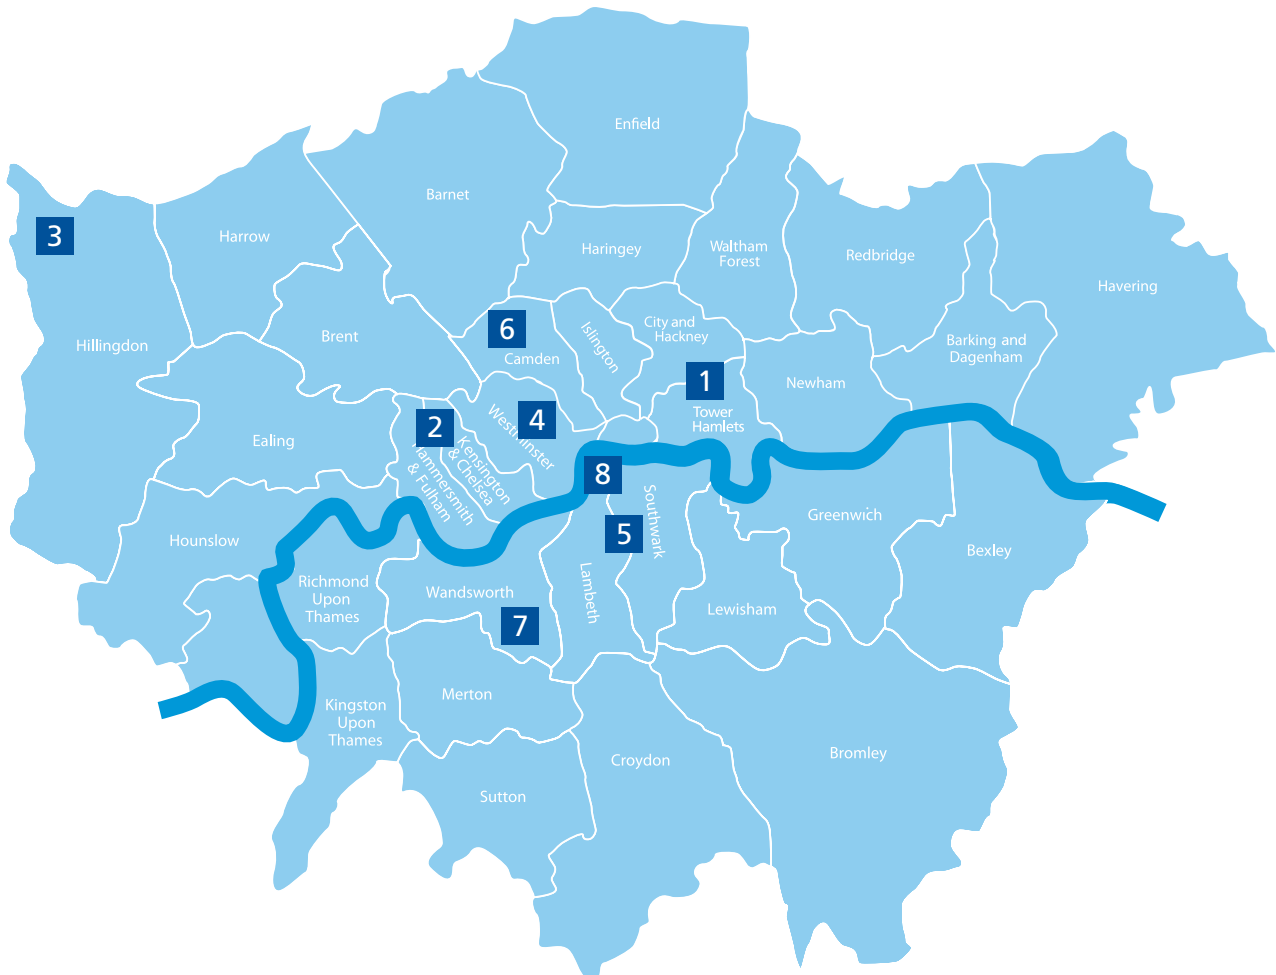 Enfield
Barnet
Harrow
3
Haringey
Waltham
Forest
Redbridge
Havering
Hillingdon
Brent
6
Camden
Islington
City and
Hackney
Barking and
Dagenham
1
Tower
Hamlets
Newham
Ealing
2
Hammersmith
& Fulham
Kensington
& Chelsea
4
Westminster
8
5
Southwark
Lambeth
Hounslow
Greenwich
Bexley
Richmond
Upon
Thames
Wandsworth
7
Lewisham
Merton
Kingston
Upon
Thames
Croydon
Bromley
Sutton